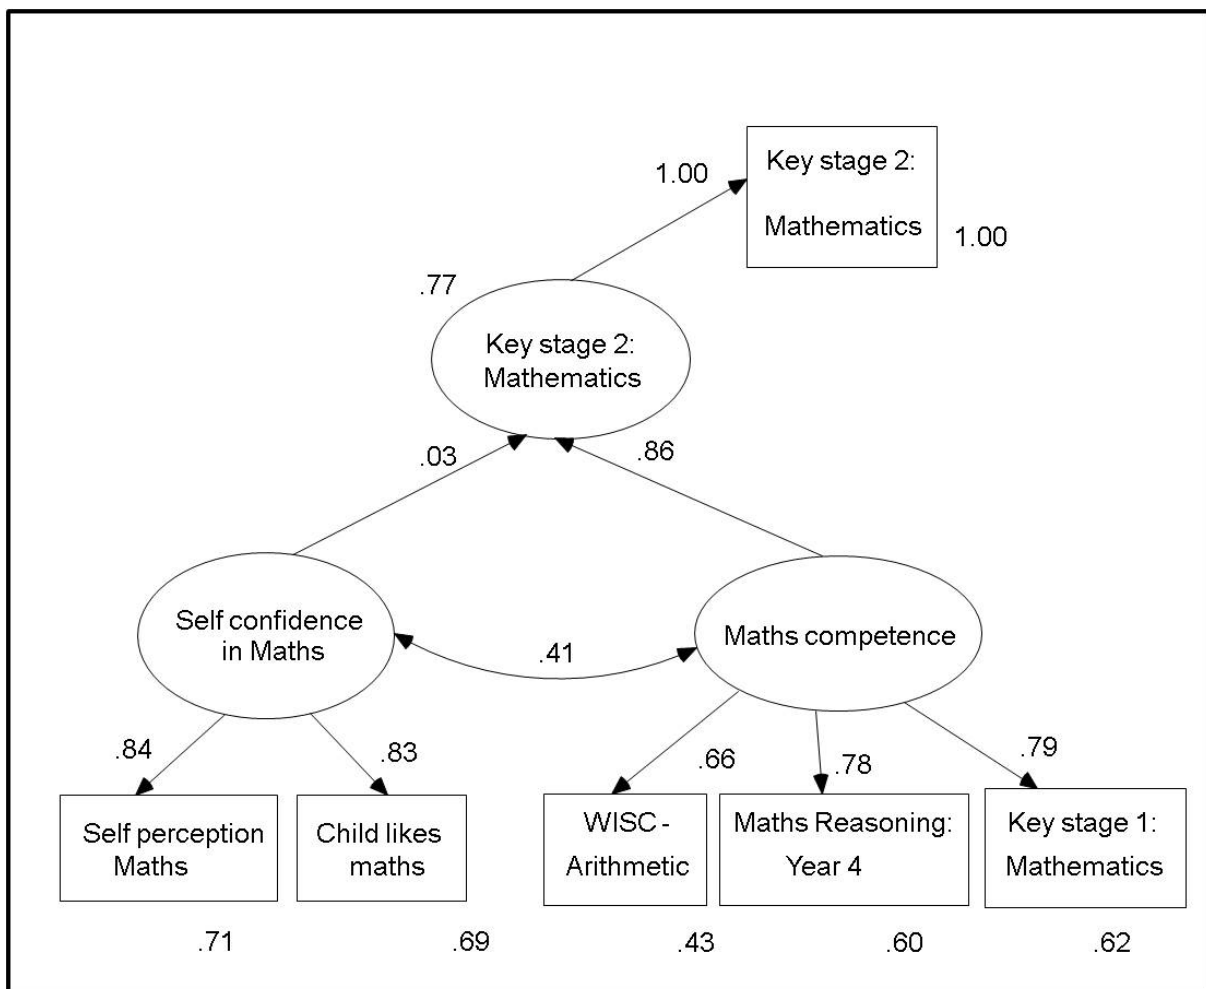 Key stage 2:
1.00
Mathematics
1.00
.77
Key stage 2:
Mathematics
.03
.86
Self confidence
in Maths
Maths competence
.41
.84
.83
.66
.78
.79
Self perception
Maths
Child likes
maths
WISC -
Arithmetic
Maths Reasoning:
Year 4
Key stage 1:
Mathematics
.71
.69
.43
.60
.62